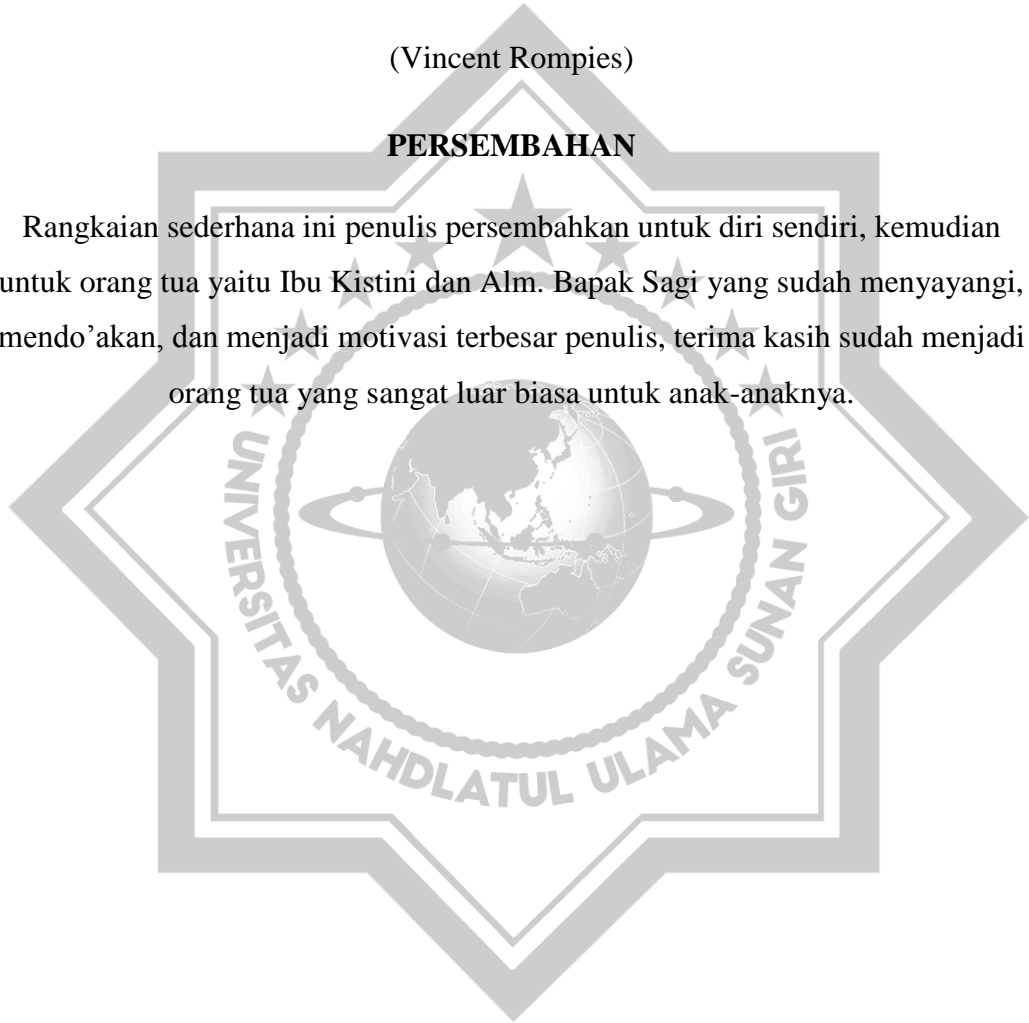 (Vincent Rompies)
PERSEMBAHAN
Rangkaian sederhana ini penulis persembahkan untuk diri sendiri, kemudian
untuk orang tua yaitu Ibu Kistini dan Alm. Bapak Sagi yang sudah menyayangi,
mendo’akan, dan menjadi motivasi terbesar penulis, terima kasih sudah menjadi
orang tua yang sangat luar biasa untuk anak-anaknya.
UNIVERSITAS NAHDLATUL ULAMA SUNAN GIRI